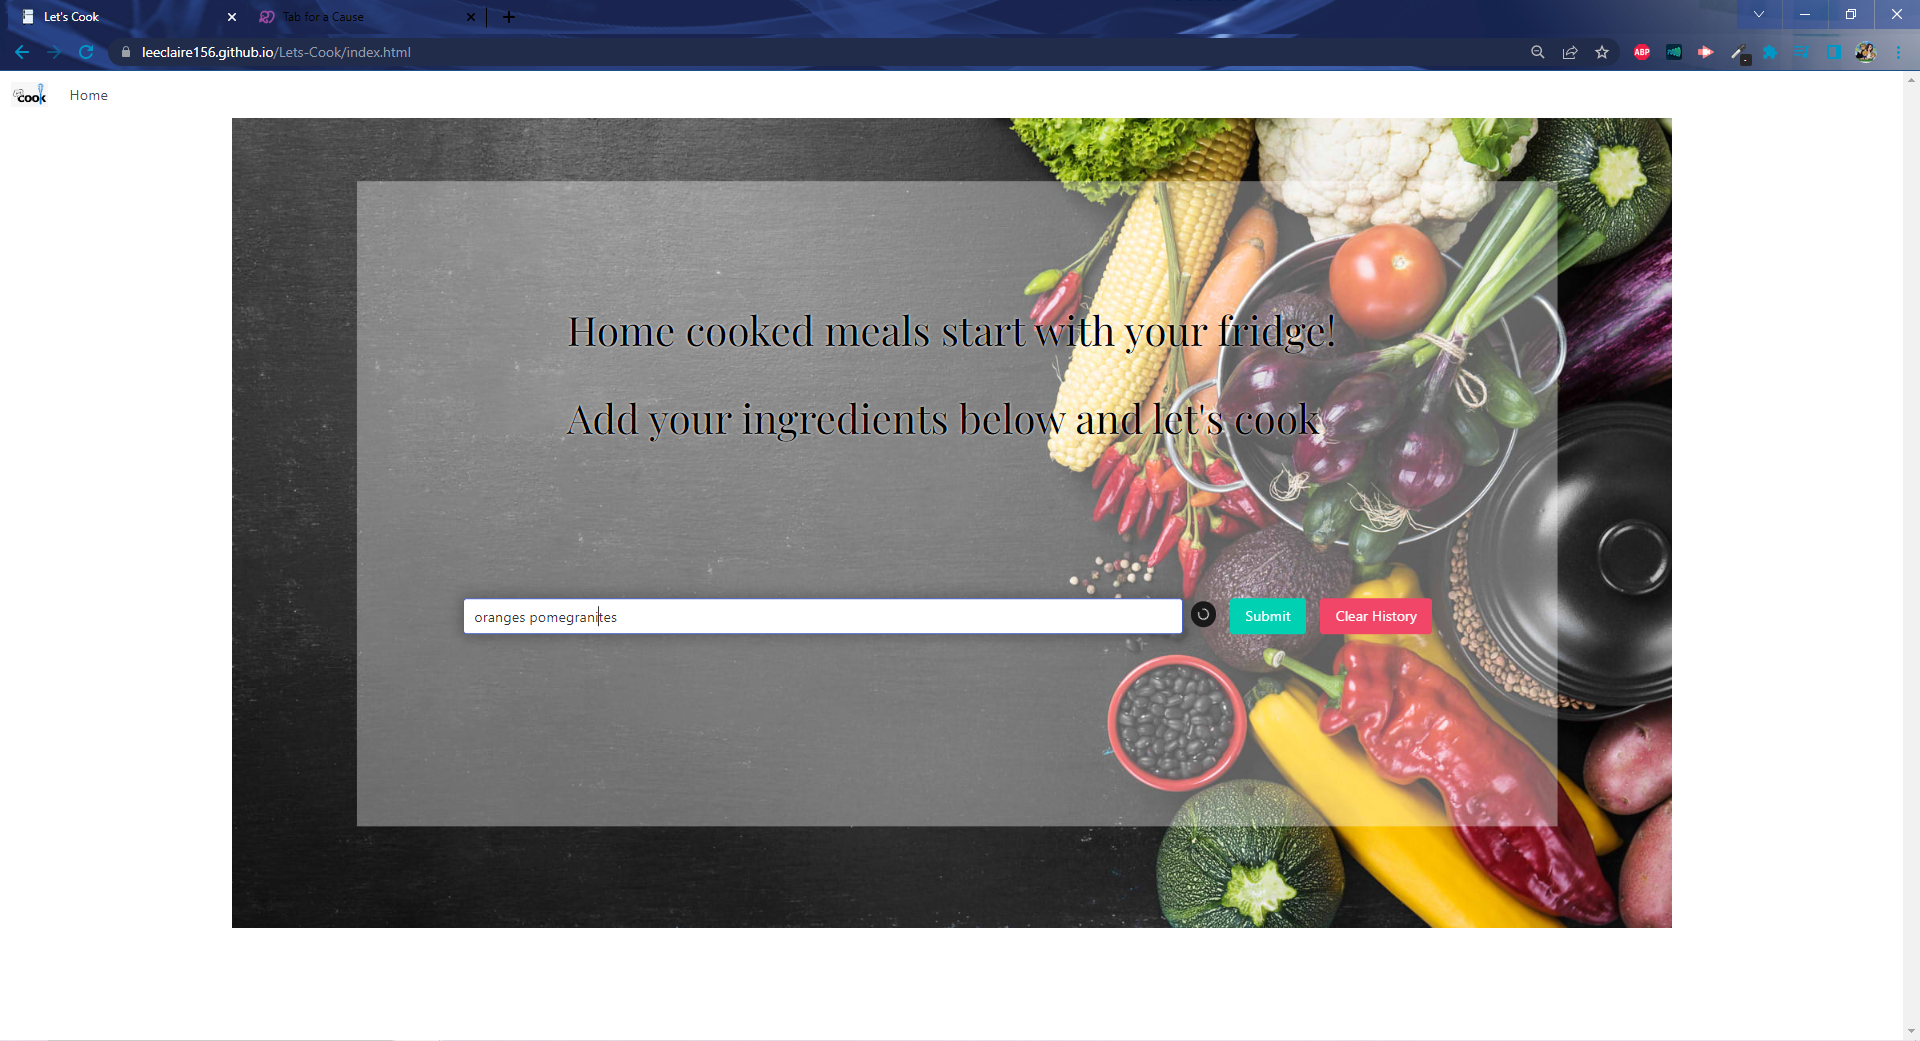 Let's Cook
Tab for a Cause
leeclaire156.github.io/Lets-Cook/index.html
ABP
cook
Home
Home cooked meals start with your fridge!
Add your ingredients below and let's cook
oranges pomegranites
Submit
Clear History